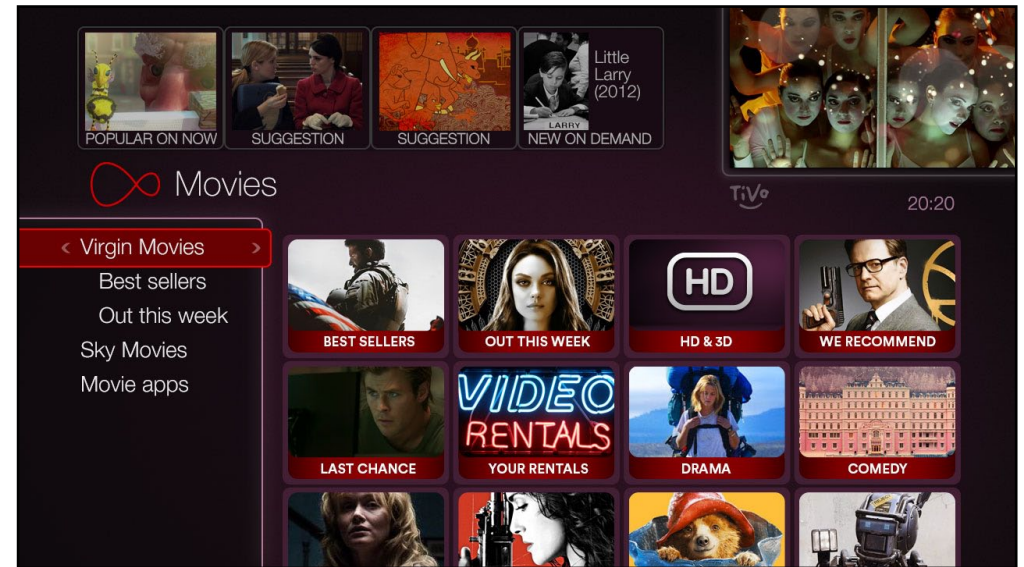 POPULAR ON NOW
SUGGESTION
SUGGESTION
LARRY
Little
Larry
(2012)
NEW ON DEMAND
Movies
TiVo
20:20
Virgin Movies
Best sellers
Out this week
Sky Movies
Movie apps
BEST SELLERS
OUT THIS WEEK
HD
HD & 3D
WE RECOMMEND
LAST CHANCE
VIDEO
RENTALS
YOUR RENTALS
DRAMA
COMEDY